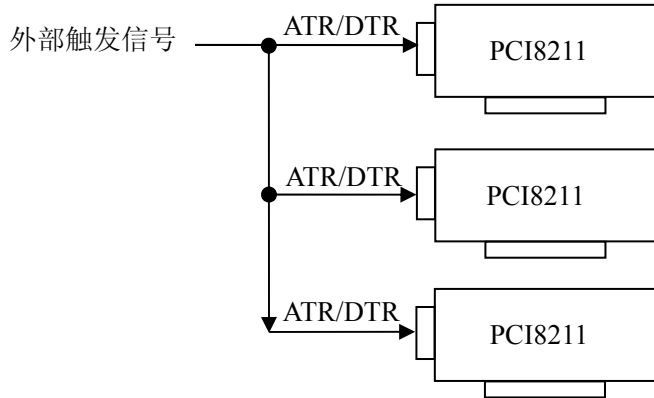 外部触发信号
ATR/DTR
PCI8211
ATR/DTR
PCI8211
ATR/DTR
PCI8211